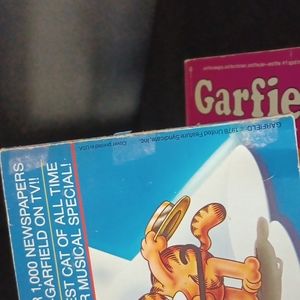 Garfie
GARFIELD: © 1978 United Feature Syndicate, Inc.
Cover printed in USA
1,000 NEWSPAPERS
GARFIELD ON TV!!
EST CAT OF ALL TIME
R MUSICAL SPECIAL!